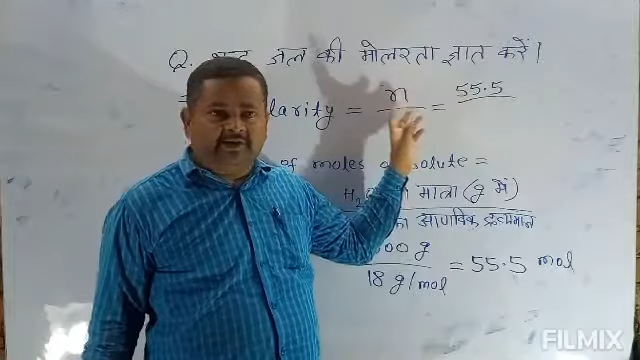 Q. जल की मोलरता ज्ञात करें।
= larity = n = 55.5
of moles solute =
H₂ मात्रा (g में)
का आणविक द्रव्यमान
00 g
18 g/mol = 55.5 mol
FILMIX